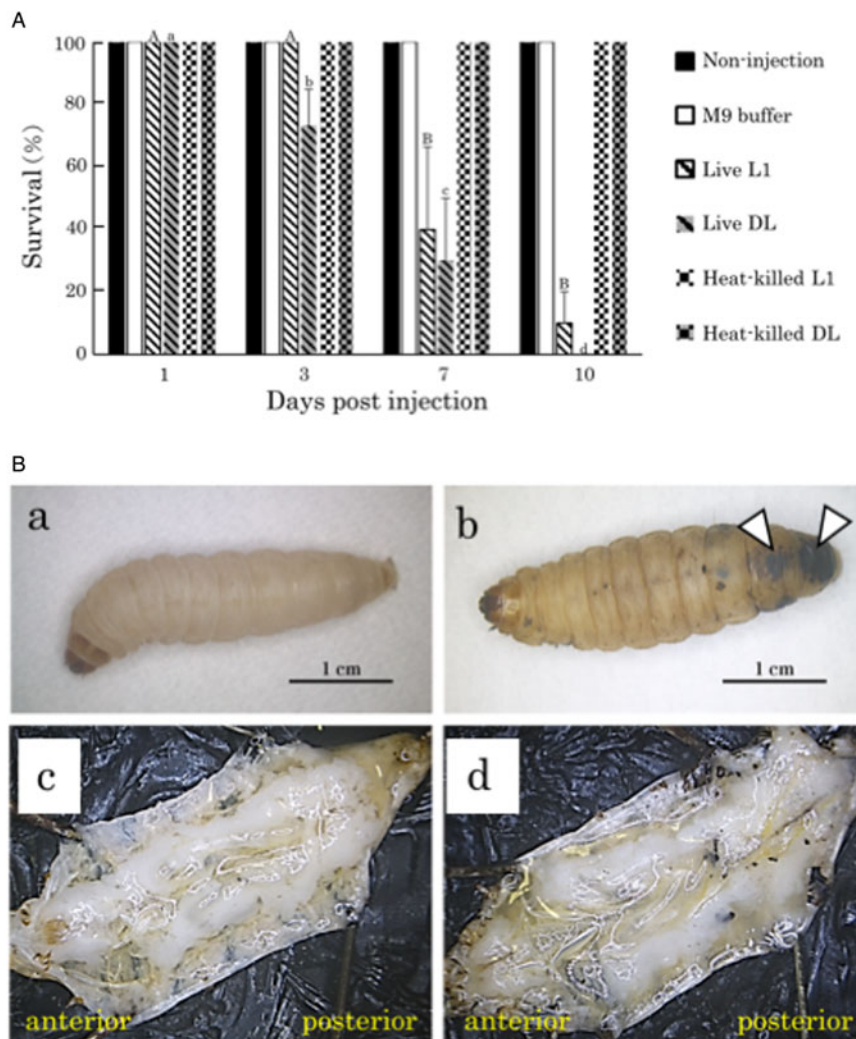 A
Survival (%)
100
80
60
40
20
0
A
a
A
b
B
c
B
d
1
3
7
10
Days post injection
Non-injection
M9 buffer
Live L1
Live DL
Heat-killed L1
Heat-killed DL
B
a
1 cm
b
1 cm
c
anterior
posterior
d
anterior
posterior